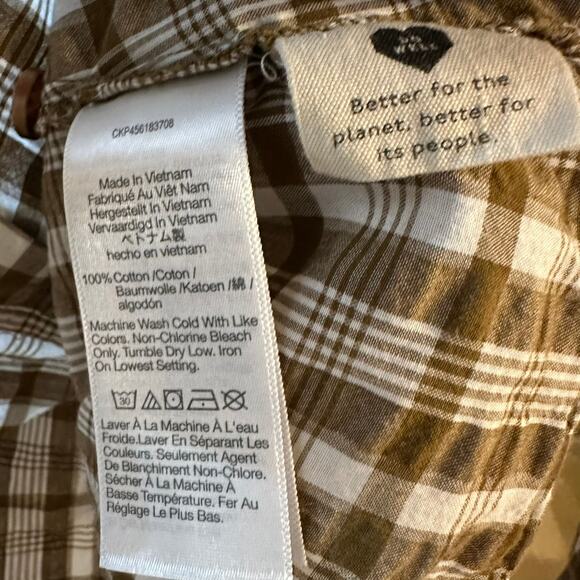 DO
WELL
Better for the
planet, better for
its people.
CKP456183708
Made In Vietnam
Fabriqué Au Viêt Nam
Hergestellt In Vietnam
Vervaardigd In Vietnam
ベトナム製
hecho en vietnam
100% Cotton /Coton /
Baumwolle /Katoen /綿 /
algodón
Machine Wash Cold With Like
Colors. Non-Chlorine Bleach
Only. Tumble Dry Low. Iron
On Lowest Setting.
30
Laver À La Machine À L'eau
Froide.Laver En Séparant Les
Couleurs. Seulement Agent
De Blanchiment Non-Chlore.
Sécher À La Machine À
Basse Température. Fer Au
Réglage Le Plus Bas.